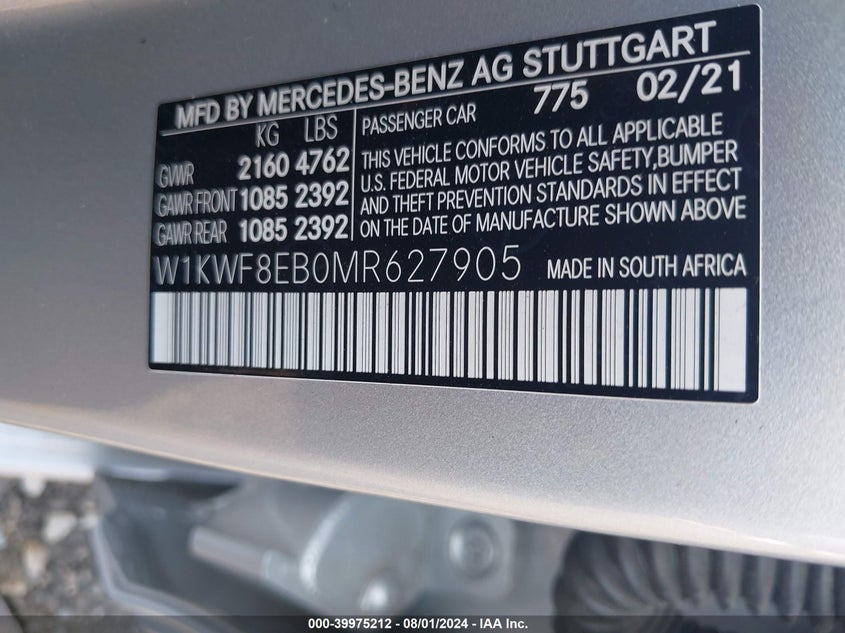 MFD BY MERCEDES-BENZ AG STUTTGART
KG LBS
GVWR 2160 4762
GAWR FRONT 1085 2392
GAWR REAR 1085 2392
PASSENGER CAR 775 02/21
THIS VEHICLE CONFORMS TO ALL APPLICABLE
U.S. FEDERAL MOTOR VEHICLE SAFETY,BUMPER
AND THEFT PREVENTION STANDARDS IN EFFECT
ON THE DATE OF MANUFACTURE SHOWN ABOVE
W1KWF8EB0MR627905 MADE IN SOUTH AFRICA
000-39975212 - 08/01/2024 - IAA Inc.